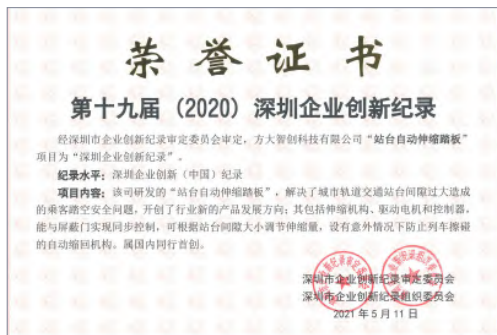 荣誉证书
第十九届（2020）深圳企业创新纪录
经深圳市企业创新纪录审定委员会审定，方大智创科技有限公司“站台自动伸缩踏板”
项目为“深圳企业创新纪录”。
纪录水平：深圳企业创新（中国）纪录
项目内容：该司研发的“站台自动伸缩踏板”，解决了城市轨道交通站台间隙过大造成
的乘客踏空安全问题，开创了行业新的产品发展方向；其包括伸缩机构、驱动电机和控制器，
能与屏蔽门实现同步控制，可根据站台间隙大小调节伸缩量，设有意外情况下防止列车擦碰
的自动缩回机构。属国内同行首创。
深圳市企业创新纪录审定委员会
深圳市企业创新纪录组织委员会
2021年5月11日